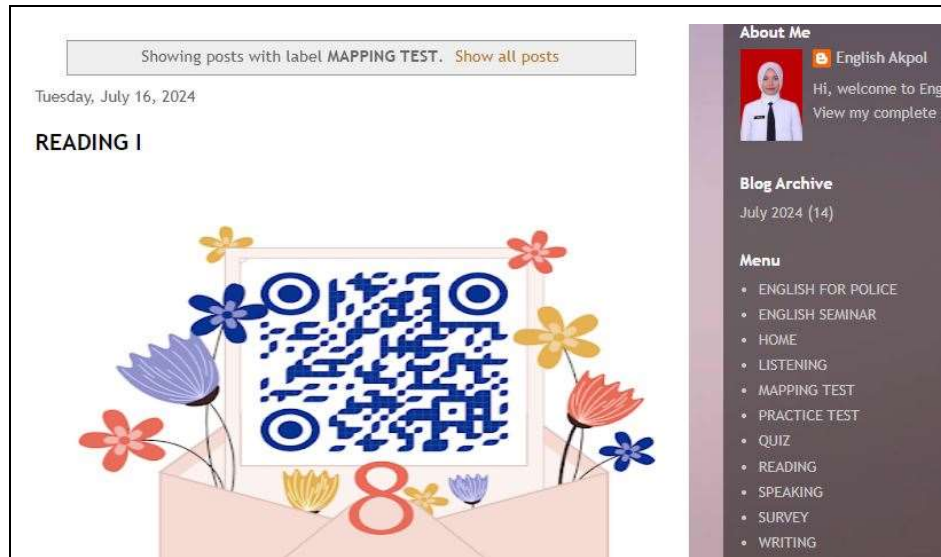 Showing posts with label MAPPING TEST. Show all posts
Tuesday, July 16, 2024
READING I
8
About Me
English Akpol
Hi, welcome to Eng
View my complete
Blog Archive
July 2024 (14)
Menu
• ENGLISH FOR POLICE
• ENGLISH SEMINAR
• HOME
• LISTENING
• MAPPING TEST
• PRACTICE TEST
• QUIZ
• READING
• SPEAKING
• SURVEY
• WRITING